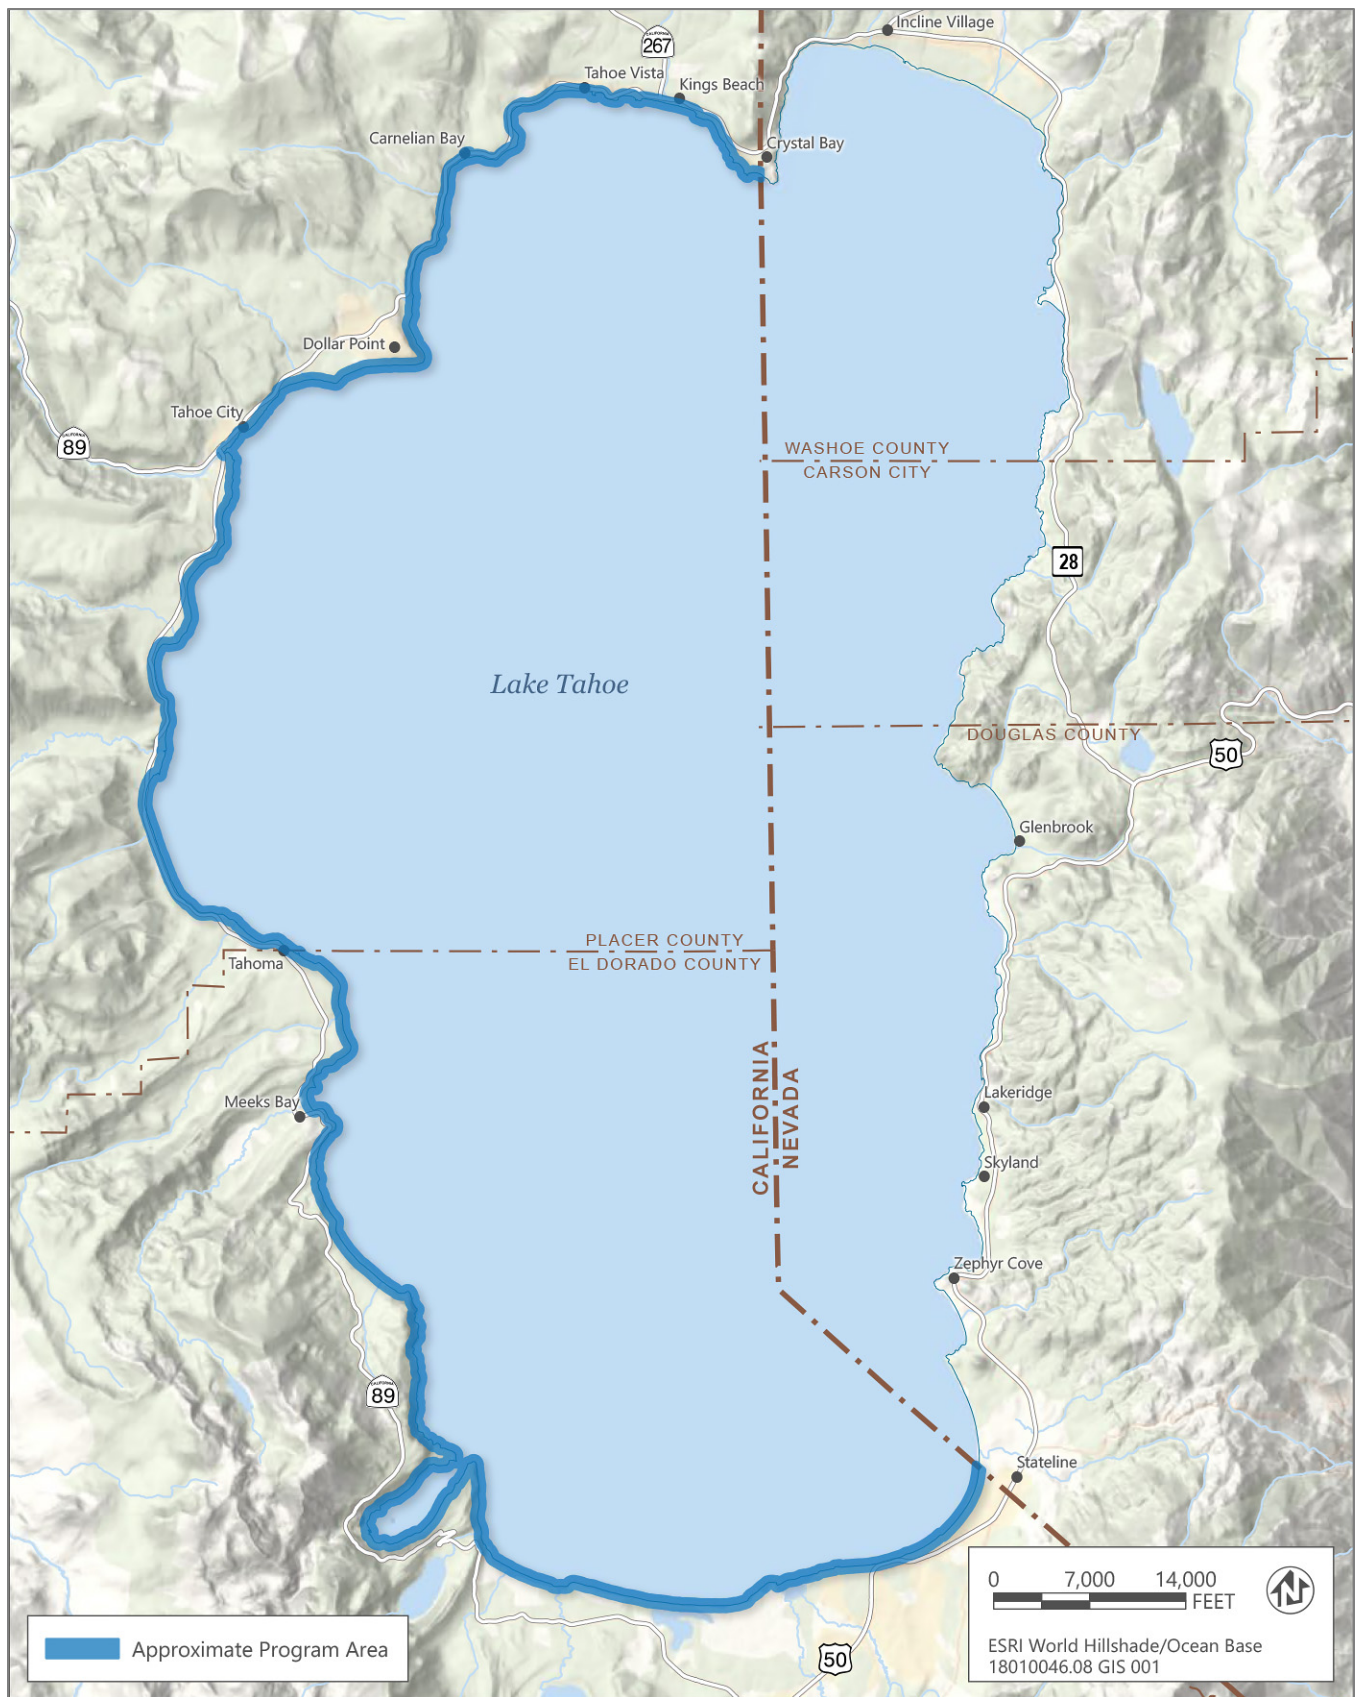 Incline Village
CALIFORNIA
267
Tahoe Vista
Kings Beach
Carnelian Bay
Crystal Bay
Dollar Point
Tahoe City
CALIFORNIA
89
WASHOE COUNTY
CARSON CITY
28
Lake Tahoe
DOUGLAS COUNTY
50
Glenbrook
PLACER COUNTY
EL DORADO COUNTY
Tahoma
CALIFORNIA
NEVADA
Meeks Bay
Lakeridge
Skyland
Zephyr Cove
CALIFORNIA
89
Stateline
0 7,000 14,000
FEET
N
Approximate Program Area
50
ESRI World Hillshade/Ocean Base
18010046.08 GIS 001